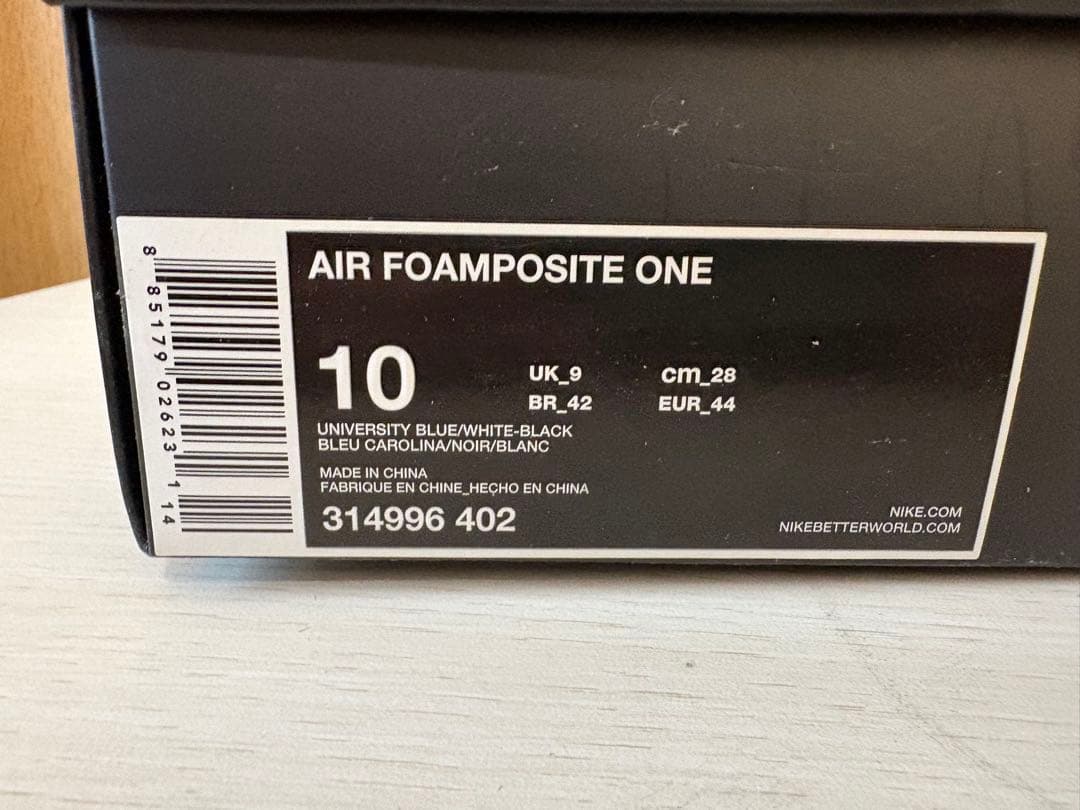 AIR FOAMPOSITE ONE
10
UK_9 cm_28
BR_42 EUR_44
UNIVERSITY BLUE/WHITE-BLACK
BLEU CAROLINA/NOIR/BLANC
MADE IN CHINA
FABRIQUE EN CHINE_HECHO EN CHINA
314996 402
NIKE.COM
NIKEBETTERWORLD.COM
8 85179 02623 1 14